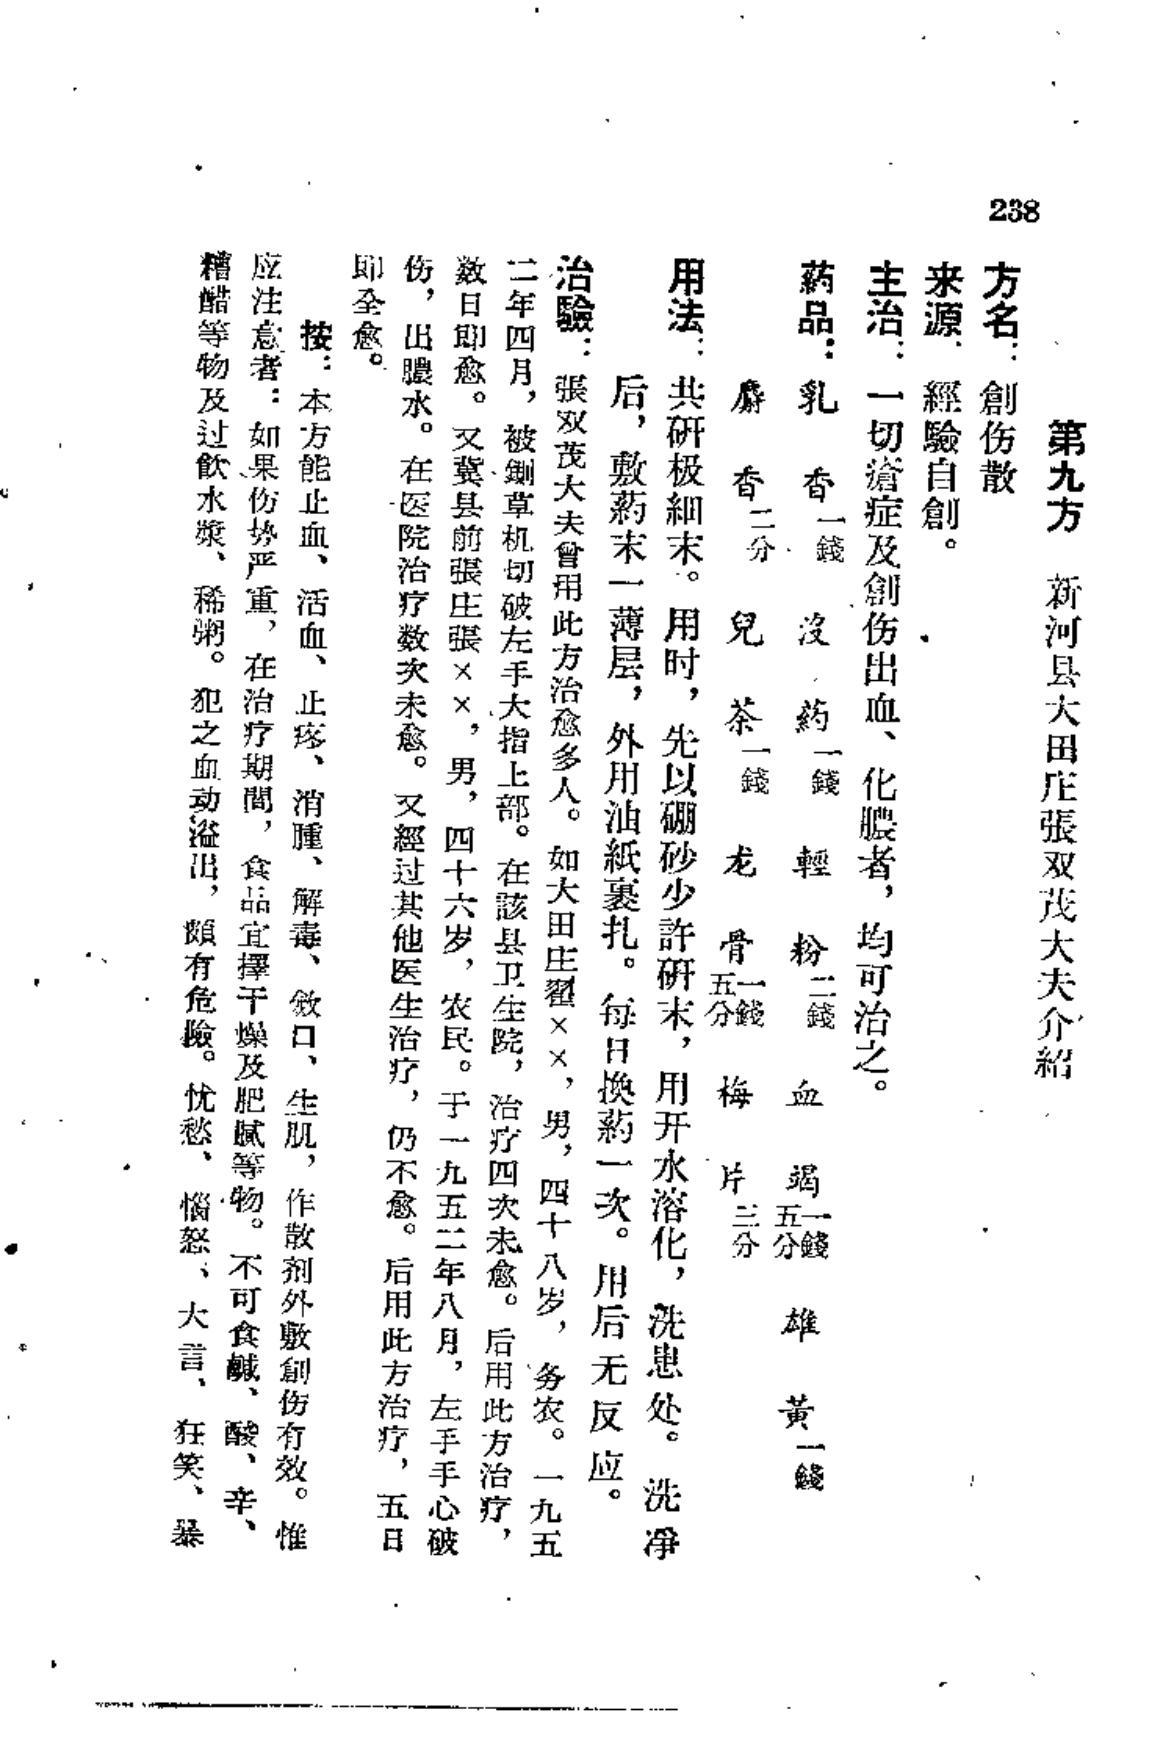 238
第九方　新河县大田庄張双茂大夫介紹
方名：創伤散
来源：經驗自創。
主治：一切瘡症及創伤出血、化膿者，均可治之。
药品：乳香一錢　沒药一錢　輕粉二錢　血竭一錢五分　雄黃一錢
麝香二分　兒茶一錢　龙骨一錢五分　梅片三分
用法：共研极細末。用时，先以硼砂少許研末，用开水溶化，洗患处。洗凈
后，敷药末一薄层，外用油紙裹扎。每日换药一次。用后无反应。
治驗：張双茂大夫曾用此方治愈多人。如大田庄翟××，男，四十八岁，务农。一九五
二年四月，被鍘草机切破左手大指上部。在該县卫生院，治疗四次未愈。后用此方治疗，
数日即愈。又冀县前張庄張××，男，四十六岁，农民。于一九五二年八月，左手手心破
伤，出膿水。在医院治疗数次未愈。又經过其他医生治疗，仍不愈。后用此方治疗，五日
即全愈。
按：本方能止血、活血、止疼、消腫、解毒、斂口、生肌，作散剂外敷創伤有效。惟
应注意者：如果伤势严重，在治疗期間，食品宜擇干燥及肥膩等物。不可食鹹、酸、辛、
糟醋等物及过飲水漿、稀粥。犯之血动溢出，頗有危險。忧愁、惱怒、大言、狂笑、暴